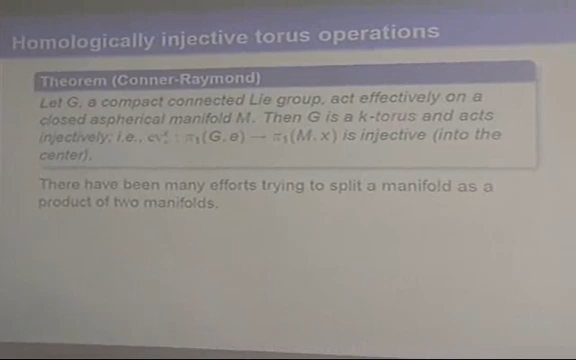 Homologically injective torus operations
Theorem (Conner-Raymond)
Let G, a compact connected Lie group, act effectively on a
closed aspherical manifold M. Then G is a k-torus and acts
injectively; i.e., : π₁(G, e) → π₁(M, x) is injective (into the
center).
There have been many efforts trying to split a manifold as a
product of two manifolds.